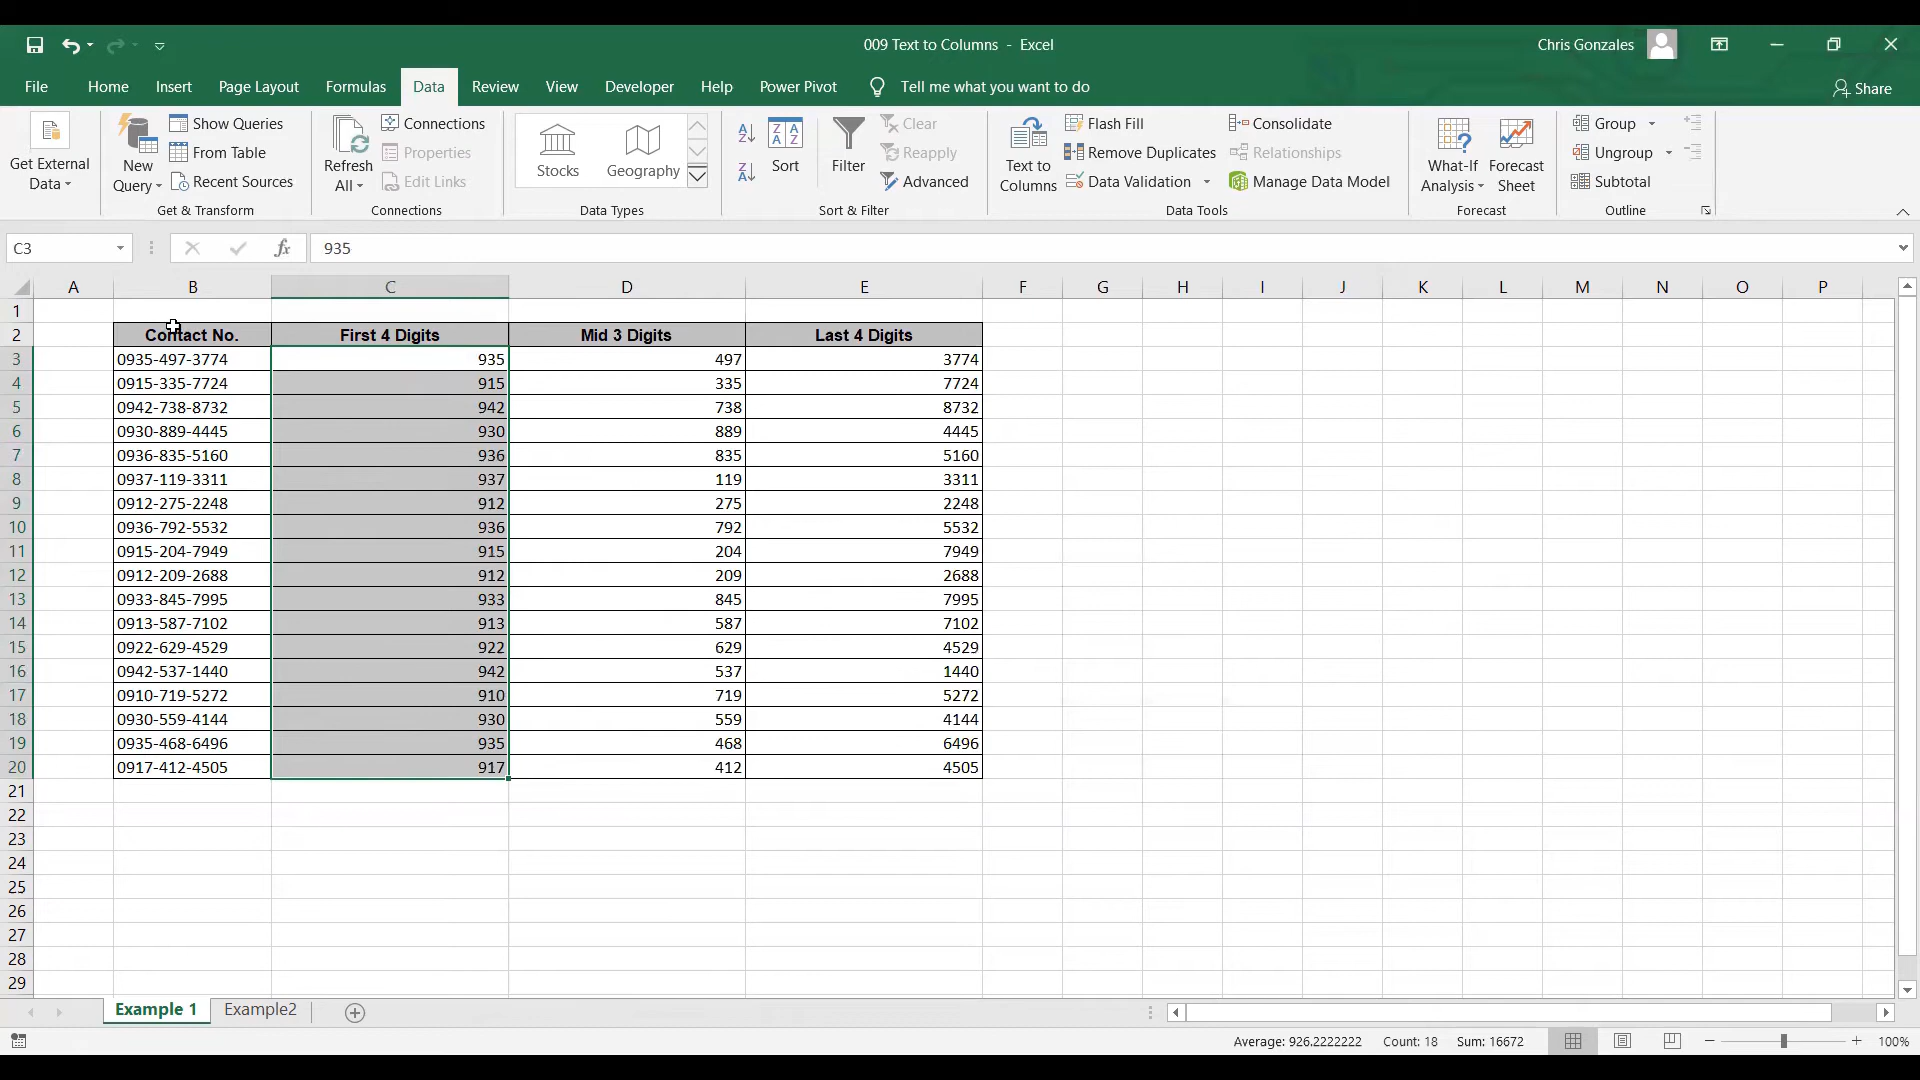 009 Text to Columns - Excel
Chris Gonzales
File Home Insert Page Layout Formulas Data Review View Developer Help Power Pivot Tell me what you want to do Share
Get External Data
New Query
Show Queries
From Table
Recent Sources
Get & Transform
Refresh All
Connections
Properties
Edit Links
Connections
Stocks
Geography
Data Types
Sort
Filter
Clear
Reapply
Advanced
Sort & Filter
Text to Columns
Flash Fill
Remove Duplicates
Data Validation
Consolidate
Relationships
Manage Data Model
Data Tools
What-If Analysis
Forecast Sheet
Forecast
Group
Ungroup
Subtotal
Outline
C3 fx 935
A B C D E F G H I J K L M N O P
1
2 Contact No. First 4 Digits Mid 3 Digits Last 4 Digits
3 0935-497-3774 935 497 3774
4 0915-335-7724 915 335 7724
5 0942-738-8732 942 738 8732
6 0930-889-4445 930 889 4445
7 0936-835-5160 936 835 5160
8 0937-119-3311 937 119 3311
9 0912-275-2248 912 275 2248
10 0936-792-5532 936 792 5532
11 0915-204-7949 915 204 7949
12 0912-209-2688 912 209 2688
13 0933-845-7995 933 845 7995
14 0913-587-7102 913 587 7102
15 0922-629-4529 922 629 4529
16 0942-537-1440 942 537 1440
17 0910-719-5272 910 719 5272
18 0930-559-4144 930 559 4144
19 0935-468-6496 935 468 6496
20 0917-412-4505 917 412 4505
21
22
23
24
25
26
27
28
29
Example 1 Example2
Average: 926.2222222 Count: 18 Sum: 16672 100%